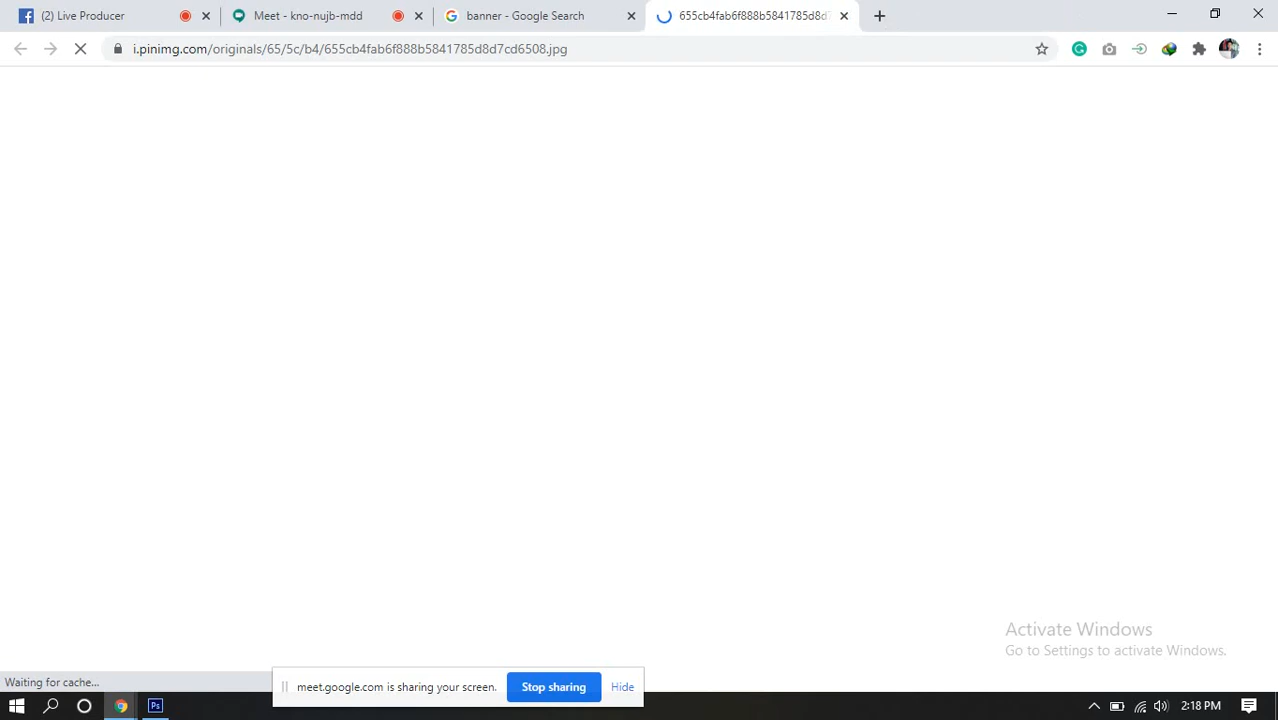 (2) Live Producer
Meet - kno-nujb-mdd
banner - Google Search
655cb4fab6f888b5841785d8d7
i.pinimg.com/originals/65/5c/b4/655cb4fab6f888b5841785d8d7cd6508.jpg
Activate Windows
Go to Settings to activate Windows.
Waiting for cache...
meet.google.com is sharing your screen.
Stop sharing
Hide
Ps
2:18 PM